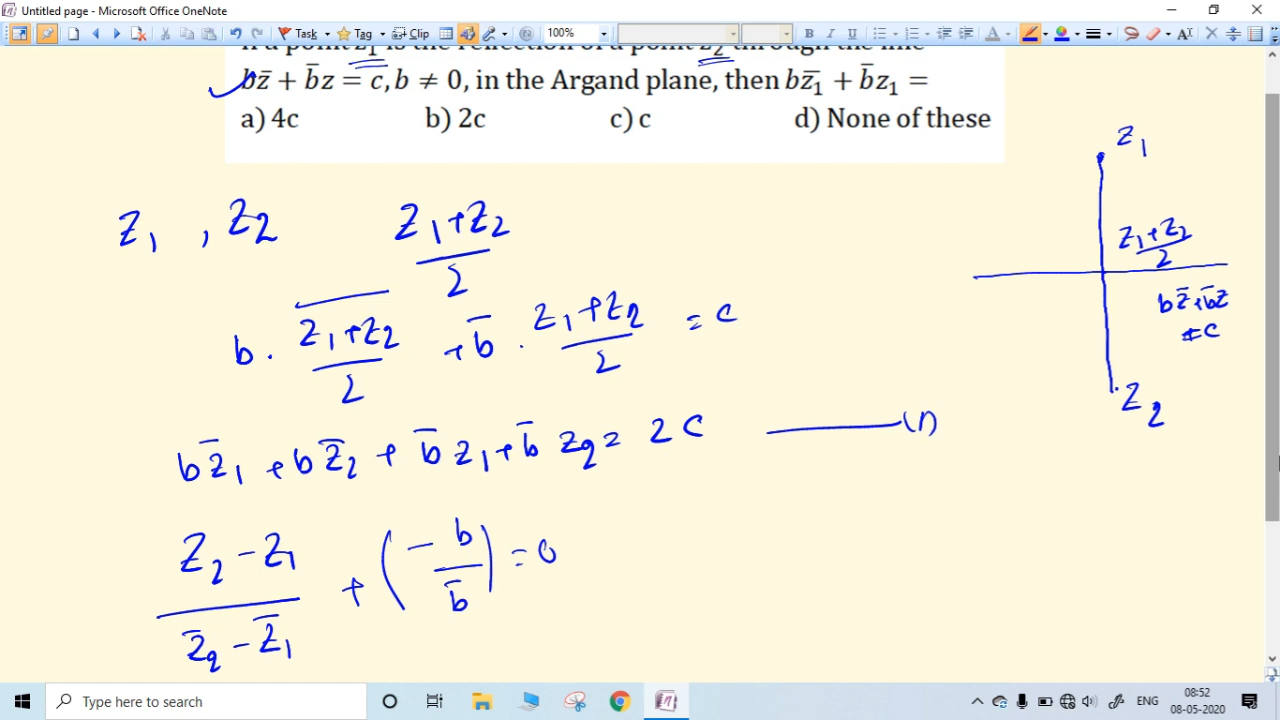 Untitled page - Microsoft Office OneNote
Task Tag Clip 100% B I U A A
If a point z₁ is the reflection of a point z₂ through the line
bz̄ + b̄z = c, b ≠ 0, in the Argand plane, then bz̄₁ + b̄z₁ =
a) 4c b) 2c c) c d) None of these
z₁
z₁ , z₂ (z₁+z₂)/2
(z₁+z₂)/2
bz̄+b̄z
= c
b · \overline{z₁+z₂}/2 + b̄ · (z₁+z₂)/2 = c
z₂
bz̄₁ + bz̄₂ + b̄z₁ + b̄z₂ = 2c —— (1)
(z₂ - z₁)/(z̄₂ - z̄₁) + (-b/b̄) = 0
Type here to search
ENG
08:52
08-05-2020